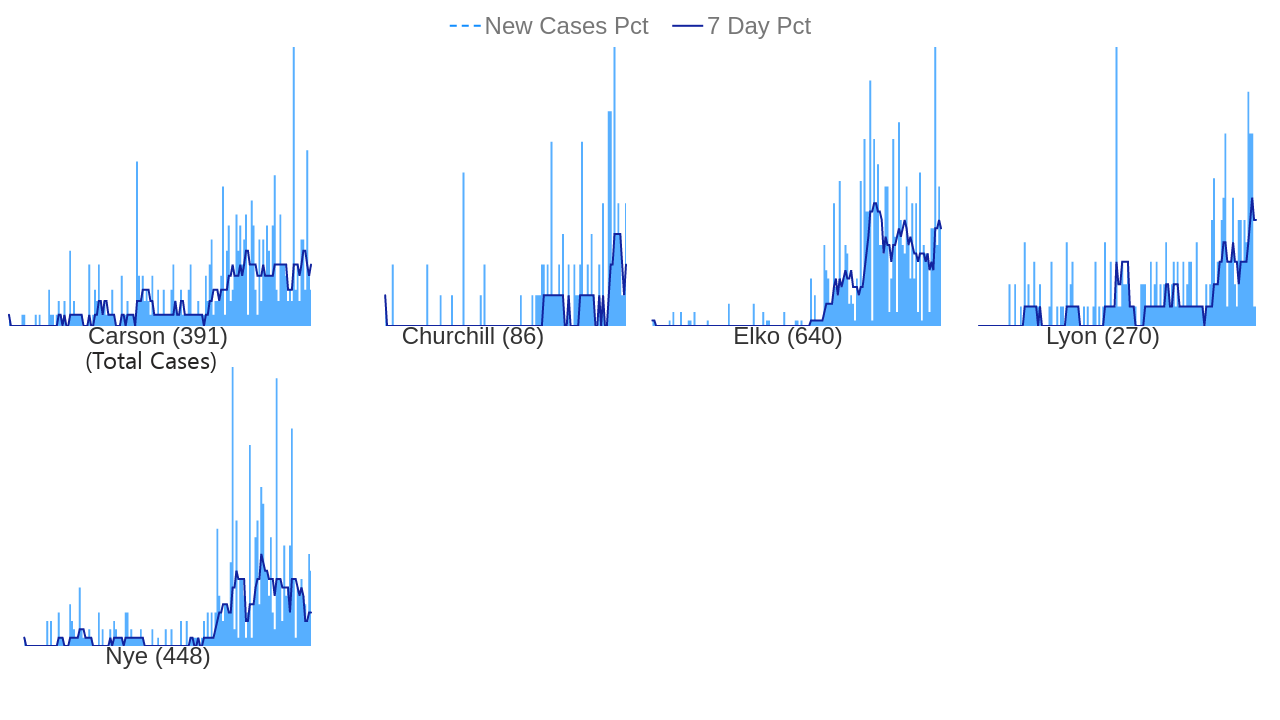 New Cases Pct 7 Day Pct
Carson (391)
(Total Cases)
Churchill (86)
Elko (640)
Lyon (270)
Nye (448)